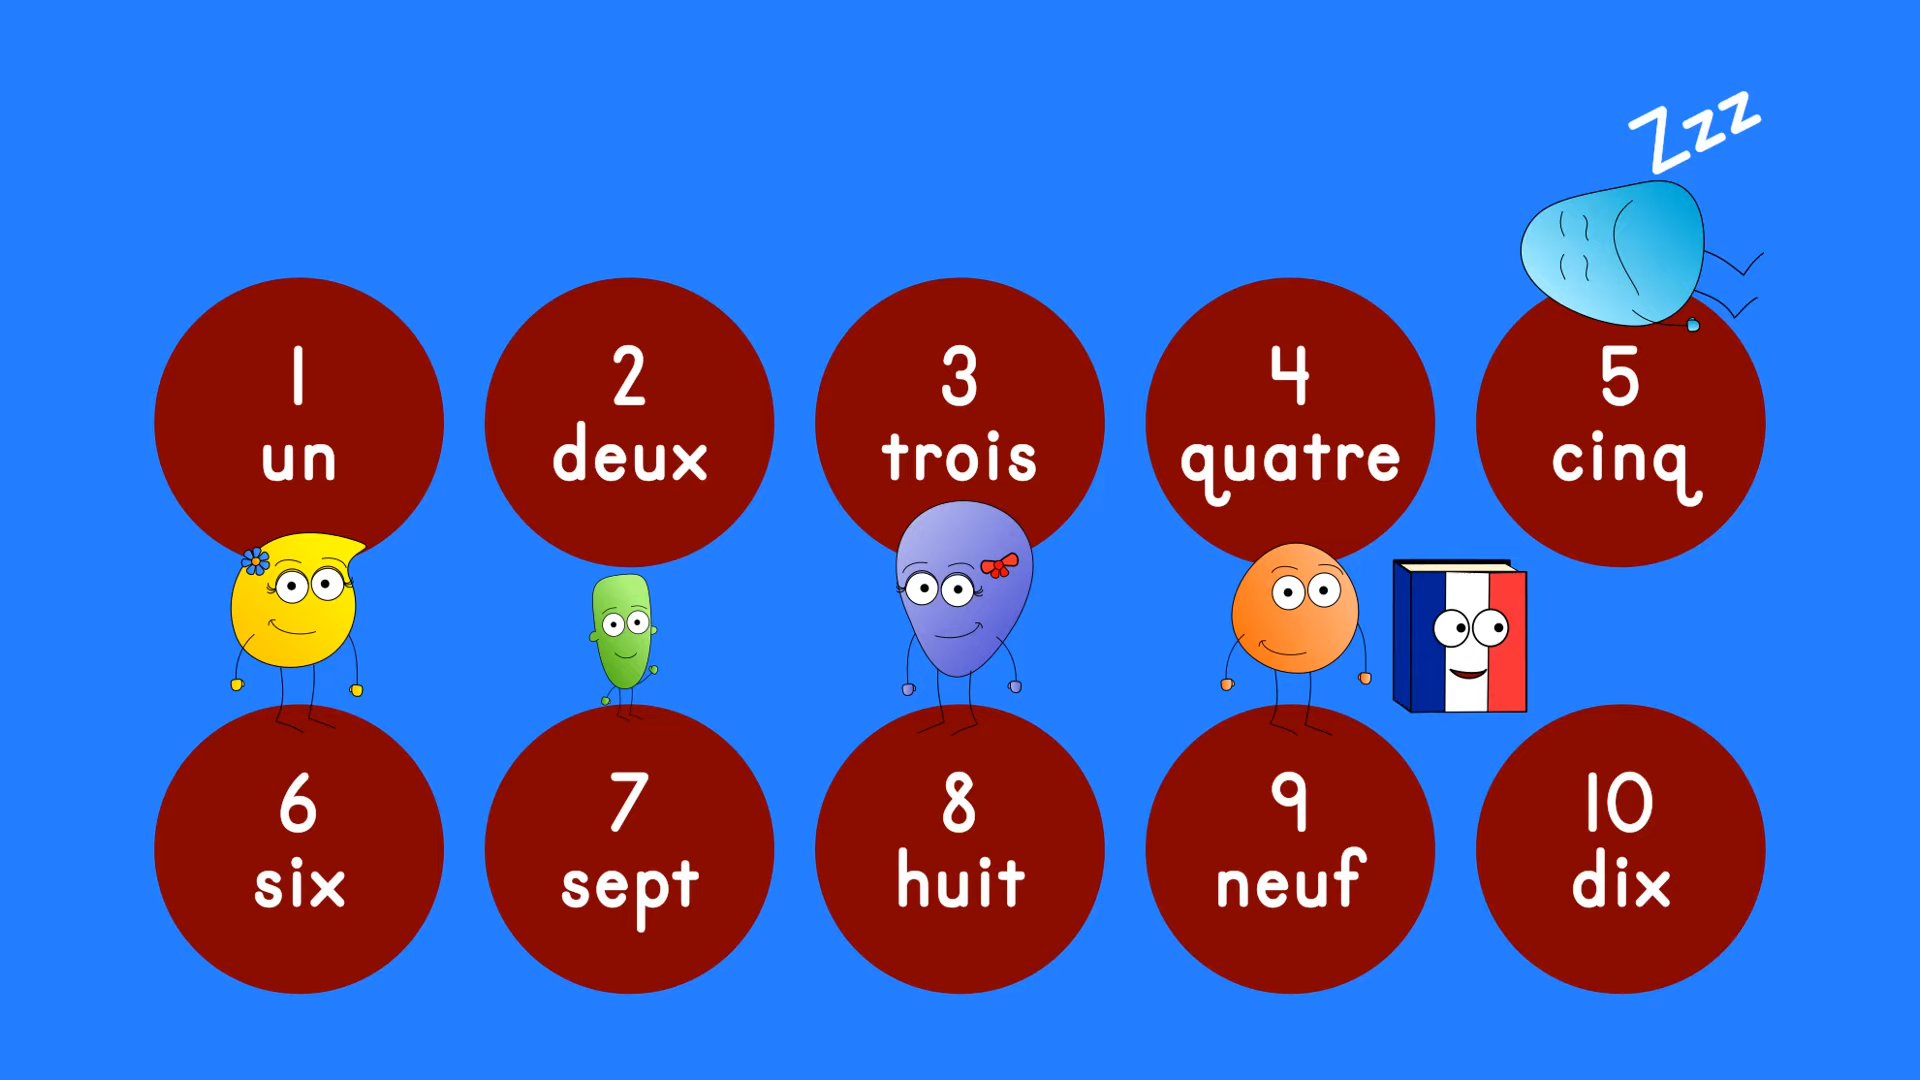 Zzz
1
un
2
deux
3
trois
4
quatre
5
cinq
6
six
7
sept
8
huit
9
neuf
10
dix